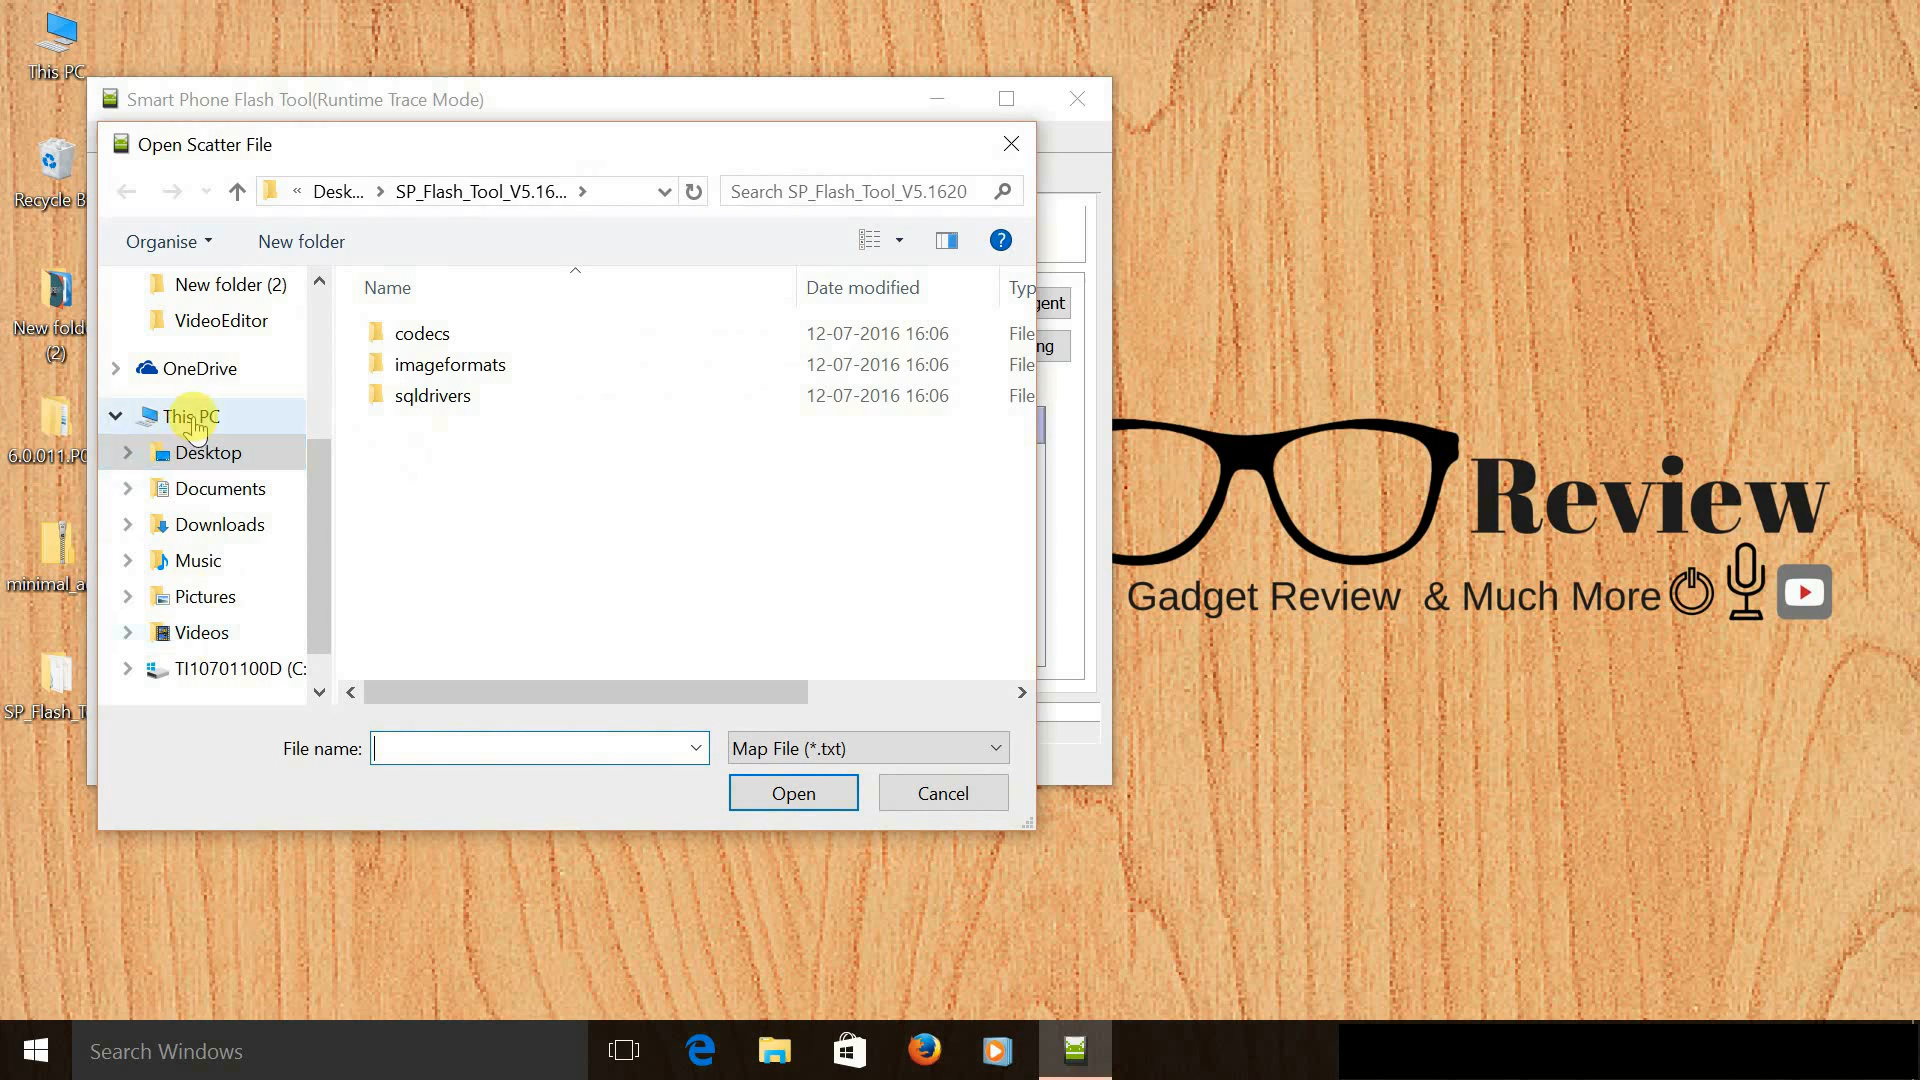 This PC
Recycle B
New fold
(2)
6.0.011.P0
minimal_a
SP_Flash_T
Smart Phone Flash Tool(Runtime Trace Mode)
Open Scatter File
« Desk... > SP_Flash_Tool_V5.16... >
Search SP_Flash_Tool_V5.1620
Organise
New folder
?
New folder (2)
VideoEditor
OneDrive
This PC
Desktop
Documents
Downloads
Music
Pictures
Videos
TI10701100D (C:
Name Date modified Typ
codecs 12-07-2016 16:06 File
imageformats 12-07-2016 16:06 File
sqldrivers 12-07-2016 16:06 File
gent
ng
File name:
Map File (*.txt)
Open
Cancel
Review
Gadget Review & Much More
Search Windows